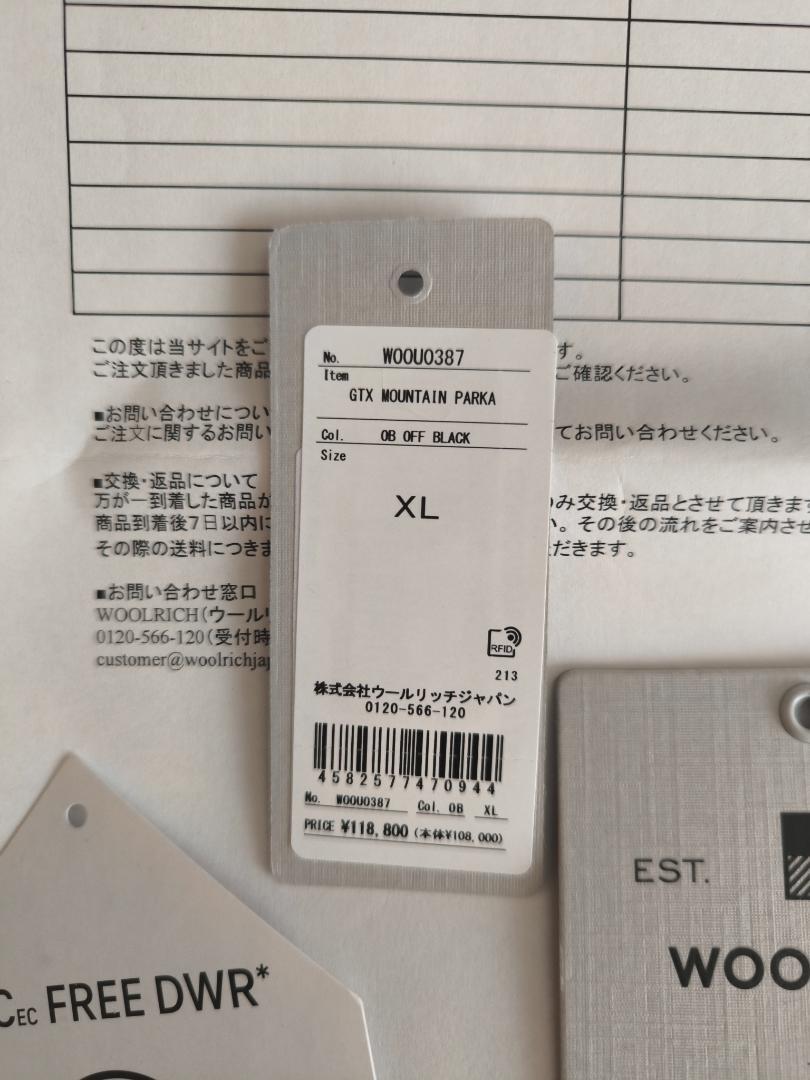 この度は当サイトをご
す。
ご注文頂きました商品
ご確認ください。
■お問い合わせについ
ご注文に関するお問い
てお問い合わせください。
■交換・返品について
万が一到着した商品が
のみ交換・返品とさせて頂きます
商品到着後7日以内に
い。その後の流れをご案内させ
その際の送料につきま
だきます。
■お問い合わせ窓口
WOOLRICH(ウールリ
0120-566-120(受付時
customer@woolrichjap
No. WOOU0387
Item
GTX MOUNTAIN PARKA
Col. OB OFF BLACK
Size
XL
RFID
213
株式会社ウールリッチジャパン
0120-566-120
4582577470944
No. WOOU0387 Col. OB XL
PRICE ¥118,800 (本体¥108,000)
EST.
WOO
CEC FREE DWR*